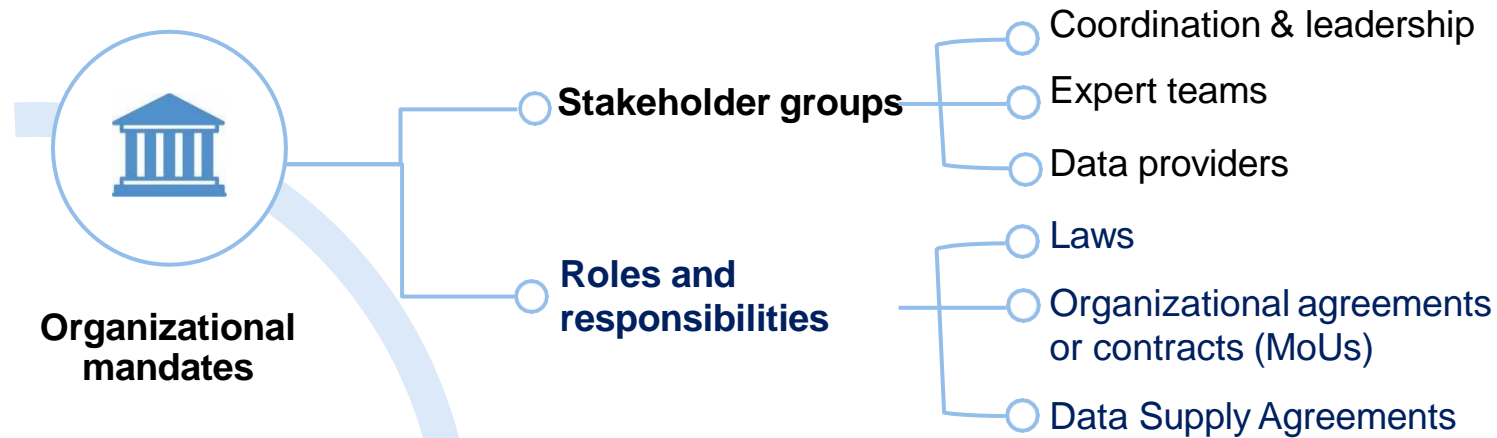 Organizational
mandates
Stakeholder groups
Coordination & leadership
Expert teams
Data providers
Roles and
responsibilities
Laws
Organizational agreements
or contracts (MoUs)
Data Supply Agreements